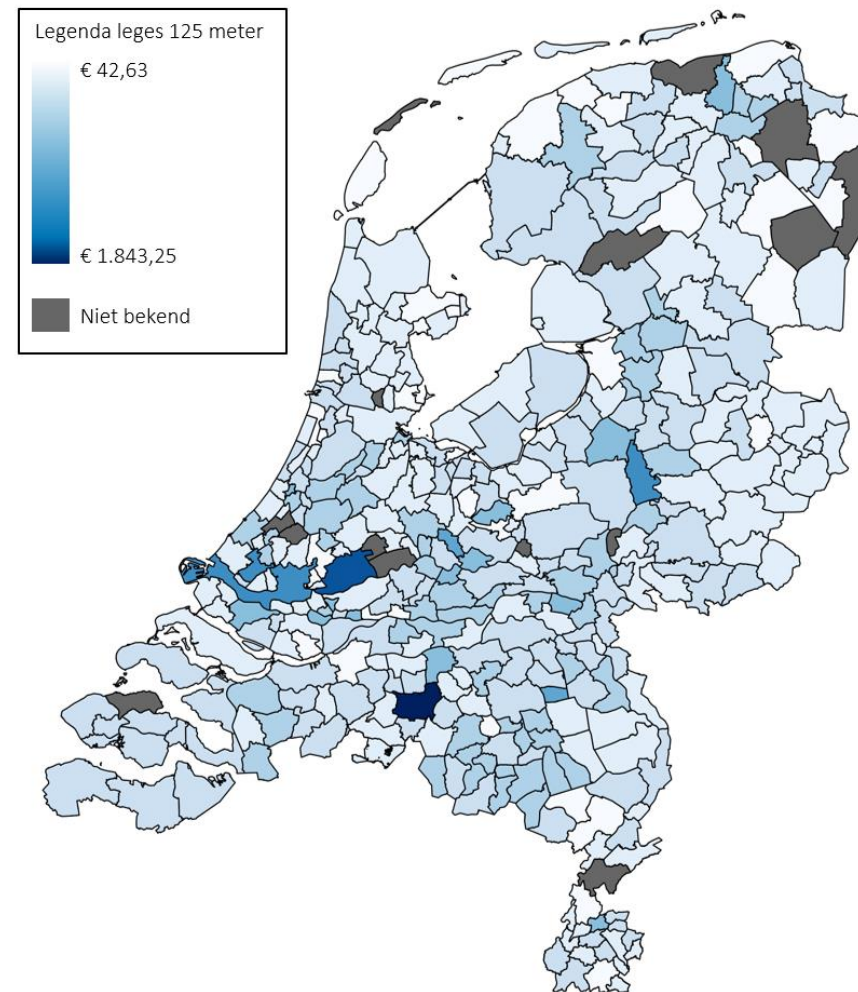 Legenda leges 125 meter
€ 42,63
€ 1.843,25
Niet bekend